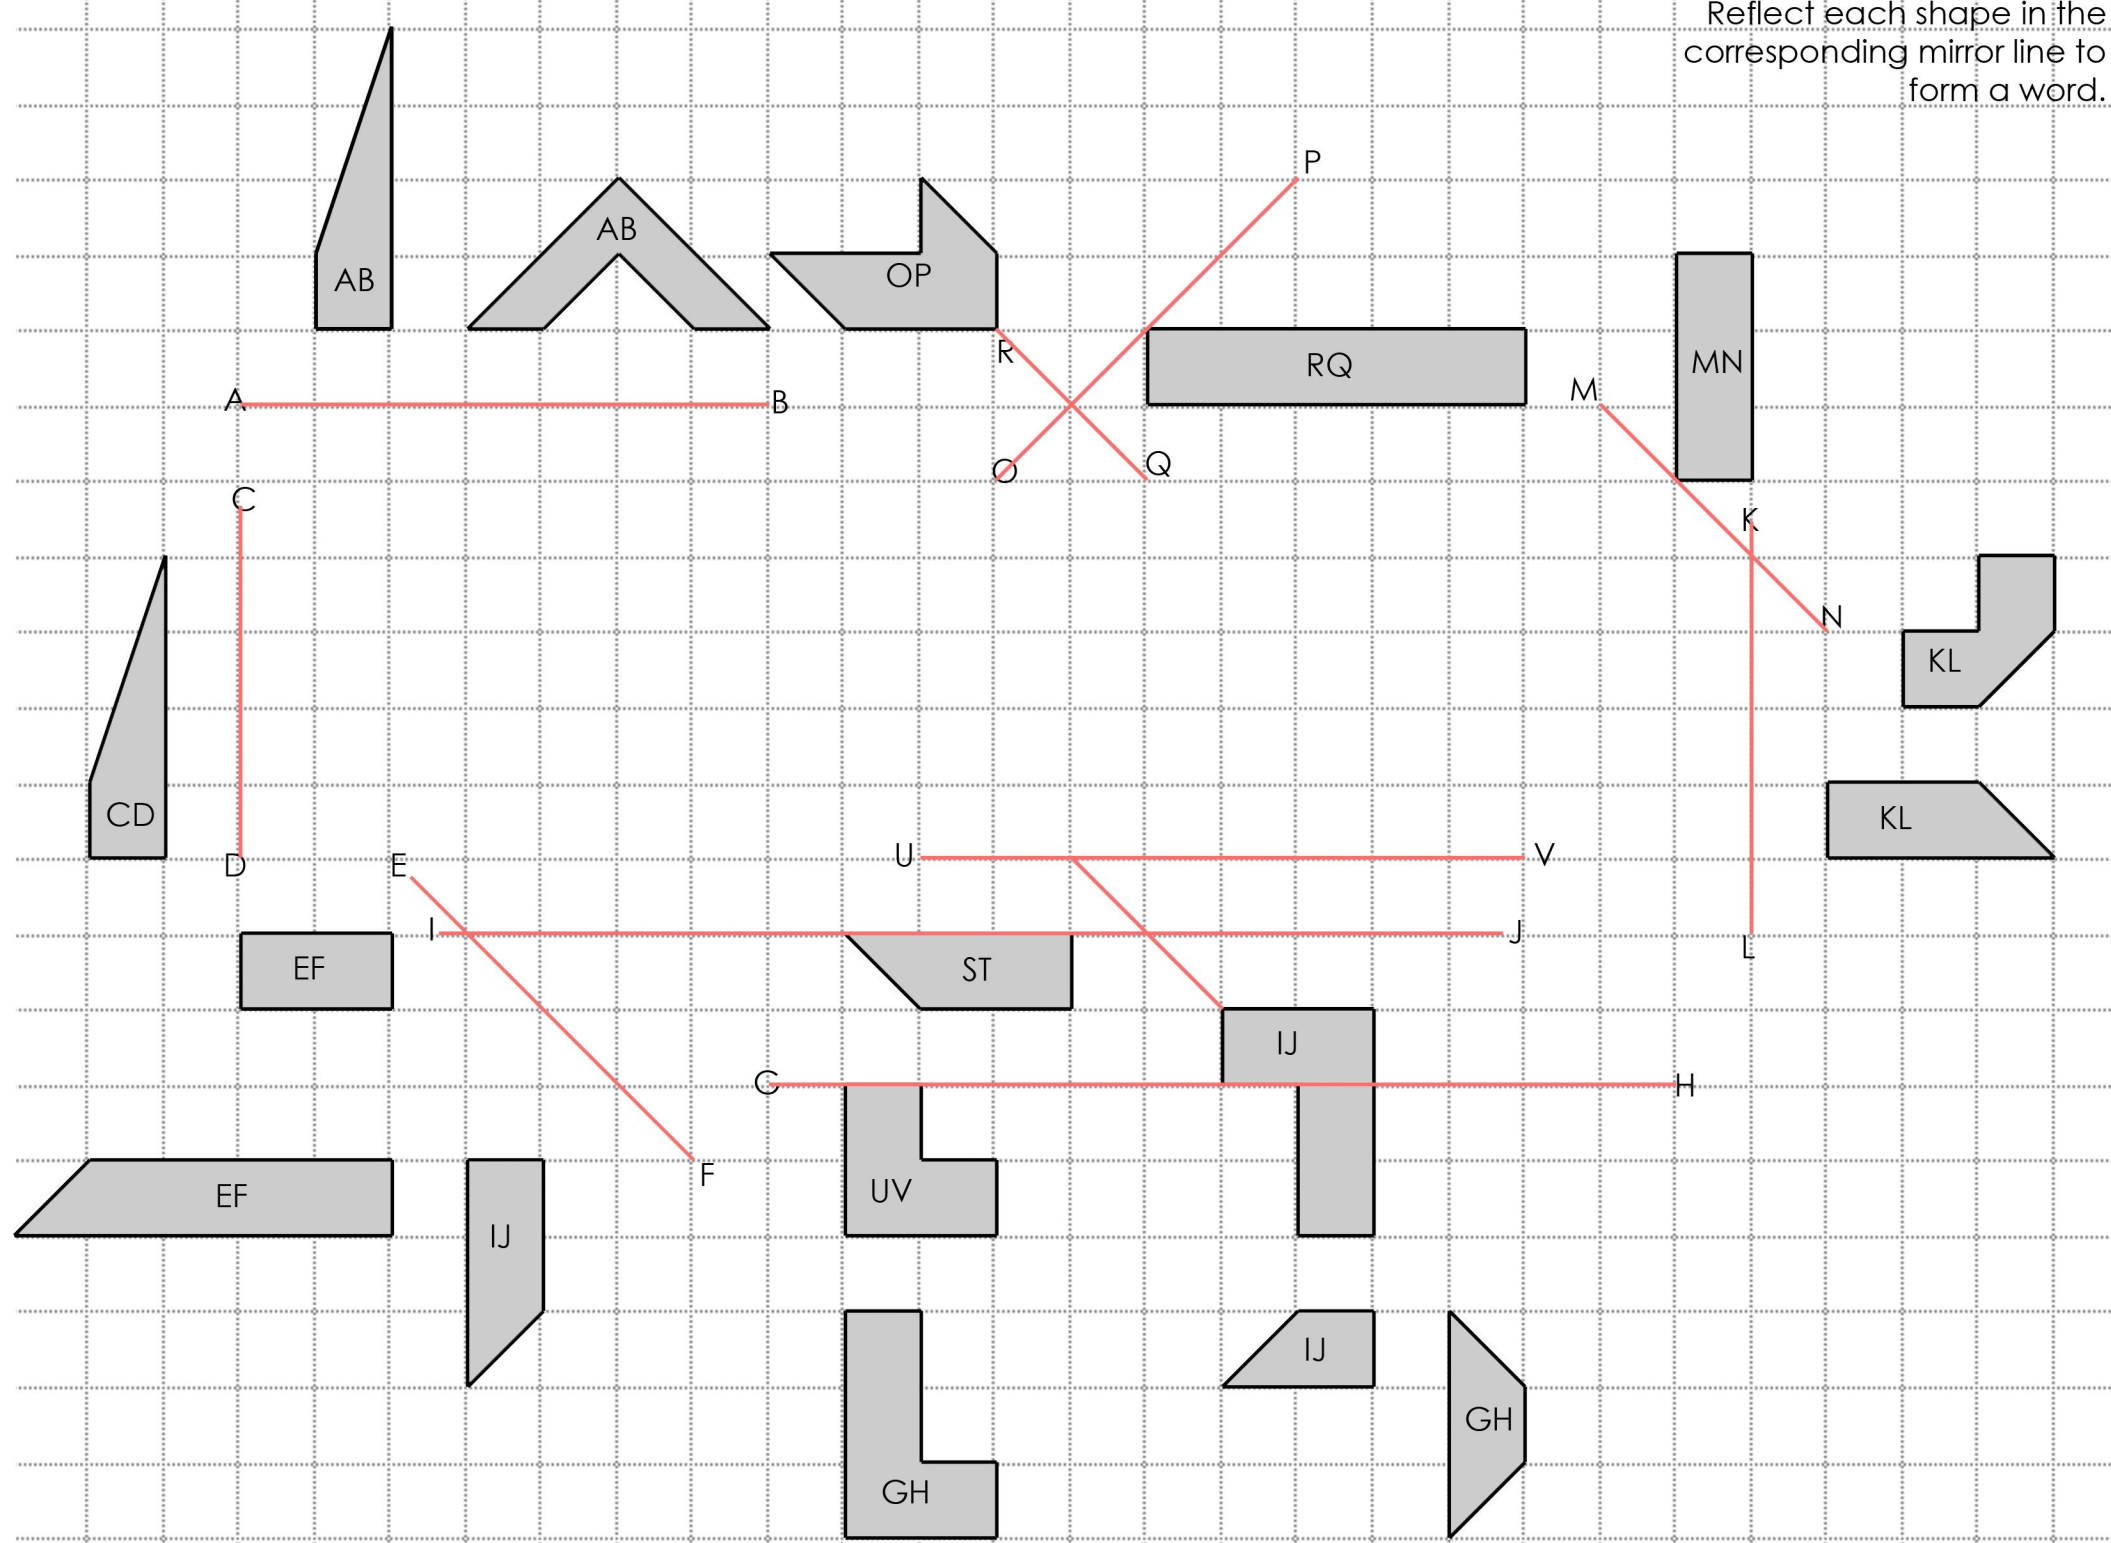 Reflect each shape in the
corresponding mirror line to
form a word.
P
AB
AB
OP
R
RQ
MN
M
A
B
O
Q
C
K
N
KL
CD
KL
D
E
U
V
I
J
L
EF
ST
IJ
C
H
F
EF
IJ
UV
IJ
GH
GH